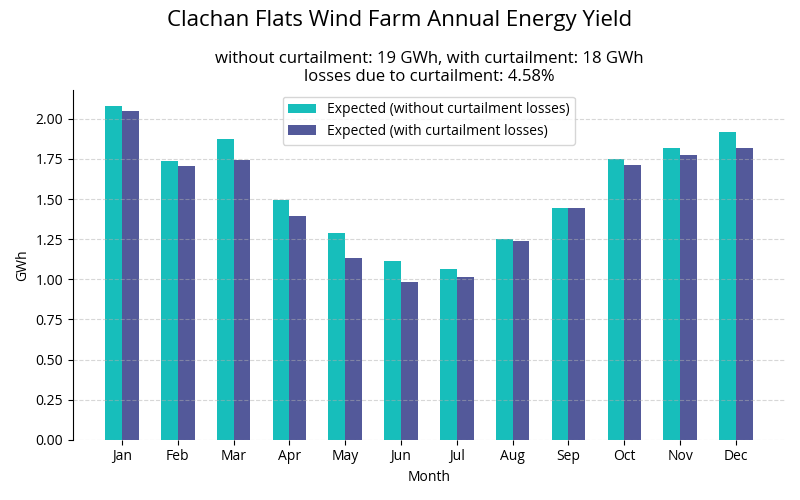 Clachan Flats Wind Farm Annual Energy Yield
without curtailment: 19 GWh, with curtailment: 18 GWh
losses due to curtailment: 4.58%
Expected (without curtailment losses)
Expected (with curtailment losses)
GWh
2.00
1.75
1.50
1.25
1.00
0.75
0.50
0.25
0.00
Jan Feb Mar Apr May Jun Jul Aug Sep Oct Nov Dec
Month